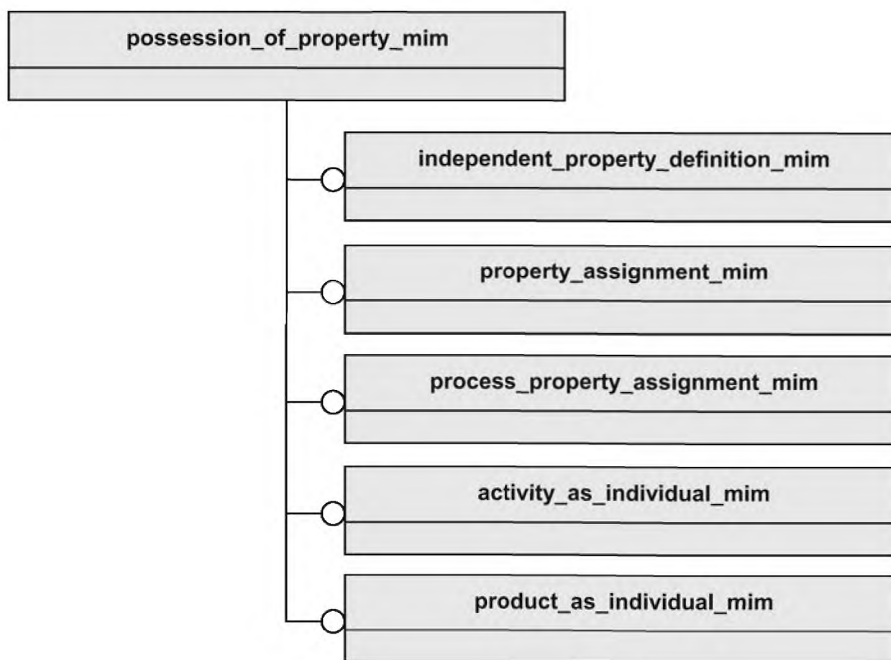 possession_of_property_mim
independent_property_definition_mim
property_assignment_mim
process_property_assignment_mim
activity_as_individual_mim
product_as_individual_mim